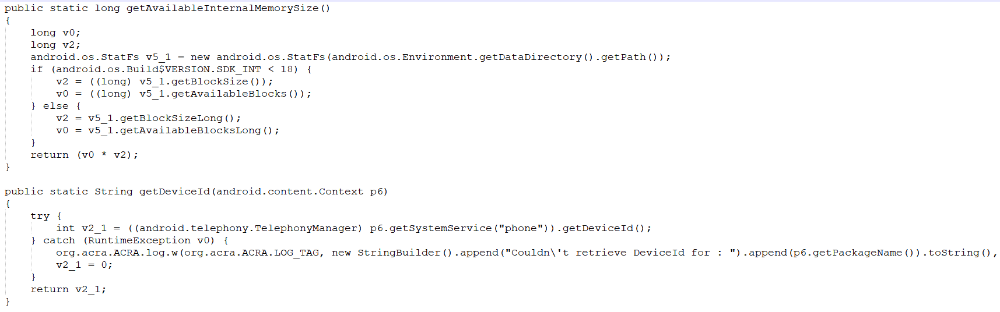 public static long getAvailableInternalMemorySize()
{
    long v0;
    long v2;
    android.os.StatFs v5_1 = new android.os.StatFs(android.os.Environment.getDataDirectory().getPath());
    if (android.os.Build$VERSION.SDK_INT < 18) {
        v2 = ((long) v5_1.getBlockSize());
        v0 = ((long) v5_1.getAvailableBlocks());
    } else {
        v2 = v5_1.getBlockSizeLong();
        v0 = v5_1.getAvailableBlocksLong();
    }
    return (v0 * v2);
}

public static String getDeviceId(android.content.Context p6)
{
    try {
        int v2_1 = ((android.telephony.TelephonyManager) p6.getSystemService("phone")).getDeviceId();
    } catch (RuntimeException v0) {
        org.acra.ACRA.log.w(org.acra.ACRA.LOG_TAG, new StringBuilder().append("Couldn\'t retrieve DeviceId for : ").append(p6.getPackageName()).toString(),
        v2_1 = 0;
    }
    return v2_1;
}